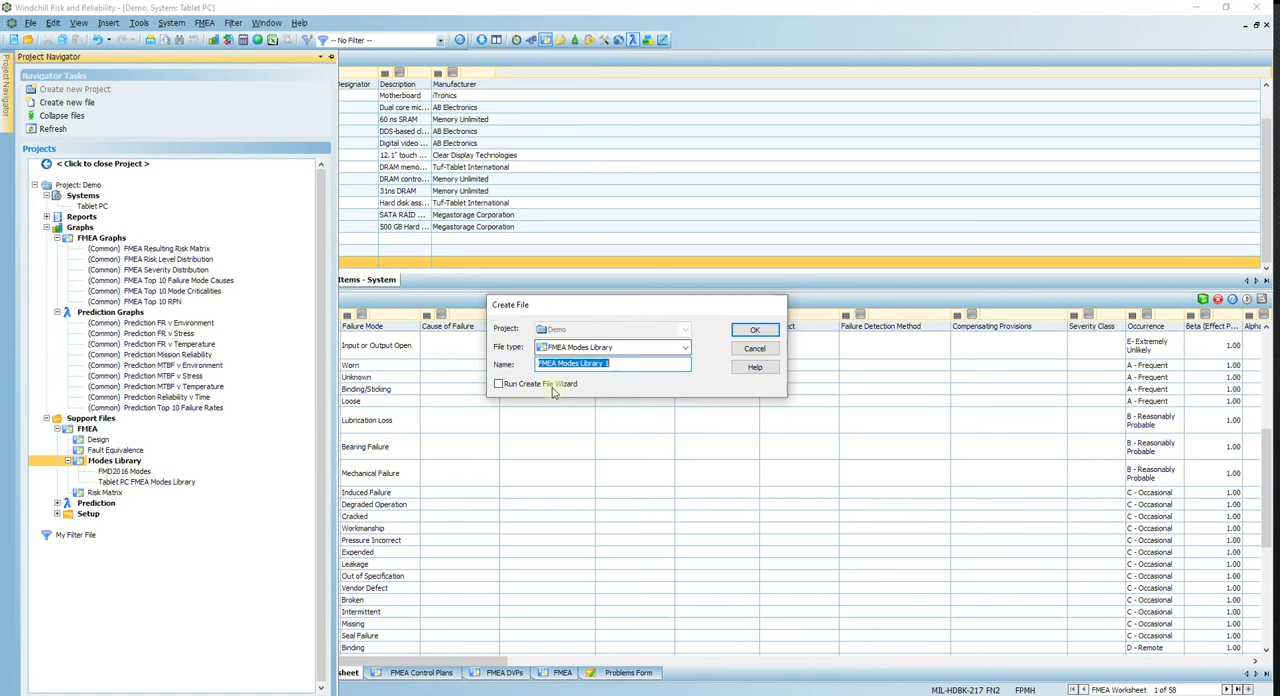 Windchill Risk and Reliability - [Demo, System: Tablet PC]
File Edit View Insert Tools System FMEA Filter Window Help
-- No Filter --
Project Navigator
Project Navigator
Navigator Tasks
Create new Project
Create new file
Collapse files
Refresh
Projects
< Click to close Project >
Project: Demo
Systems
Tablet PC
Reports
Graphs
FMEA Graphs
(Common) FMEA Resulting Risk Matrix
(Common) FMEA Risk Level Distribution
(Common) FMEA Severity Distribution
(Common) FMEA Top 10 Failure Mode Causes
(Common) FMEA Top 10 Mode Criticalities
(Common) FMEA Top 10 RPN
Prediction Graphs
(Common) Prediction FR v Environment
(Common) Prediction FR v Stress
(Common) Prediction FR v Temperature
(Common) Prediction Mission Reliability
(Common) Prediction MTBF v Environment
(Common) Prediction MTBF v Stress
(Common) Prediction MTBF v Temperature
(Common) Prediction Reliability v Time
(Common) Prediction Top 10 Failure Rates
Support Files
FMEA
Design
Fault Equivalence
Modes Library
FMD2016 Modes
Tablet PC FMEA Modes Library
Risk Matrix
Prediction
Setup
My Filter File
Designator Description Manufacturer
Motherboard iTronics
Dual core mic... AB Electronics
60 ns SRAM Memory Unlimited
DDS-based cl... AB Electronics
Digital video ... AB Electronics
12.1" touch ... Clear Display Technologies
DRAM memo... Tuf-Tablet International
DRAM contro... Memory Unlimited
31ns DRAM Memory Unlimited
Hard disk ass... Tuf-Tablet International
SATA RAID ... Megastorage Corporation
500 GB Hard ... Megastorage Corporation
Items - System
Create File
Project: Demo OK
File type: FMEA Modes Library Cancel
Name: FMEA Modes Library 1 Help
Run Create File Wizard
Failure Mode Cause of Failure Failure Detection Method Compensating Provisions Severity Class Occurrence Beta (Effect P... Alpha
Input or Output Open E- Extremely Unlikely 1.00
Worn A - Frequent 1.00
Unknown A - Frequent 1.00
Binding/Sticking A - Frequent 1.00
Loose A - Frequent 1.00
Lubrication Loss B - Reasonably Probable 1.00
Bearing Failure B - Reasonably Probable 1.00
Mechanical Failure B - Reasonably Probable 1.00
Induced Failure C - Occasional 1.00
Degraded Operation C - Occasional 1.00
Cracked C - Occasional 1.00
Workmanship C - Occasional 1.00
Pressure Incorrect C - Occasional 1.00
Expended C - Occasional 1.00
Leakage C - Occasional 1.00
Out of Specification C - Occasional 1.00
Vendor Defect C - Occasional 1.00
Broken C - Occasional 1.00
Intermittent C - Occasional 1.00
Missing C - Occasional 1.00
Seal Failure C - Occasional 1.00
Binding D - Remote 1.00
sheet FMEA Control Plans FMEA DVPs FMEA Problems Form
MIL-HDBK-217 FN2 FPMH FMEA Worksheet 1 of 58